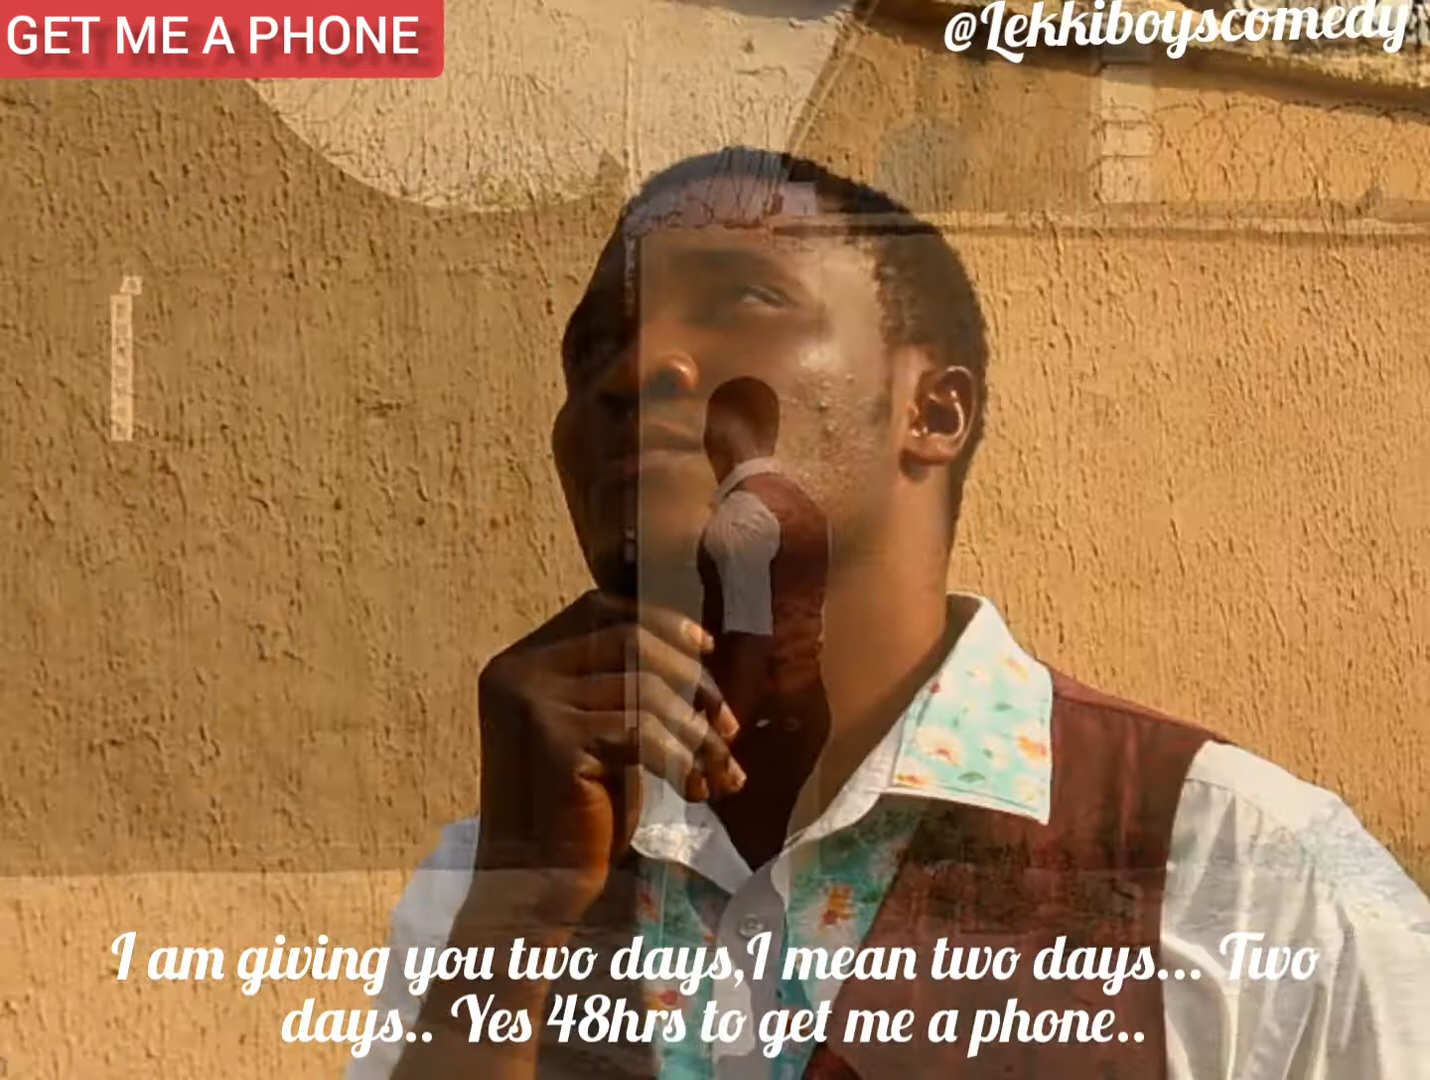 GET ME A PHONE
@Lekkiboyscomedy
I am giving you two days,I mean two days... Two
days.. Yes 48hrs to get me a phone..